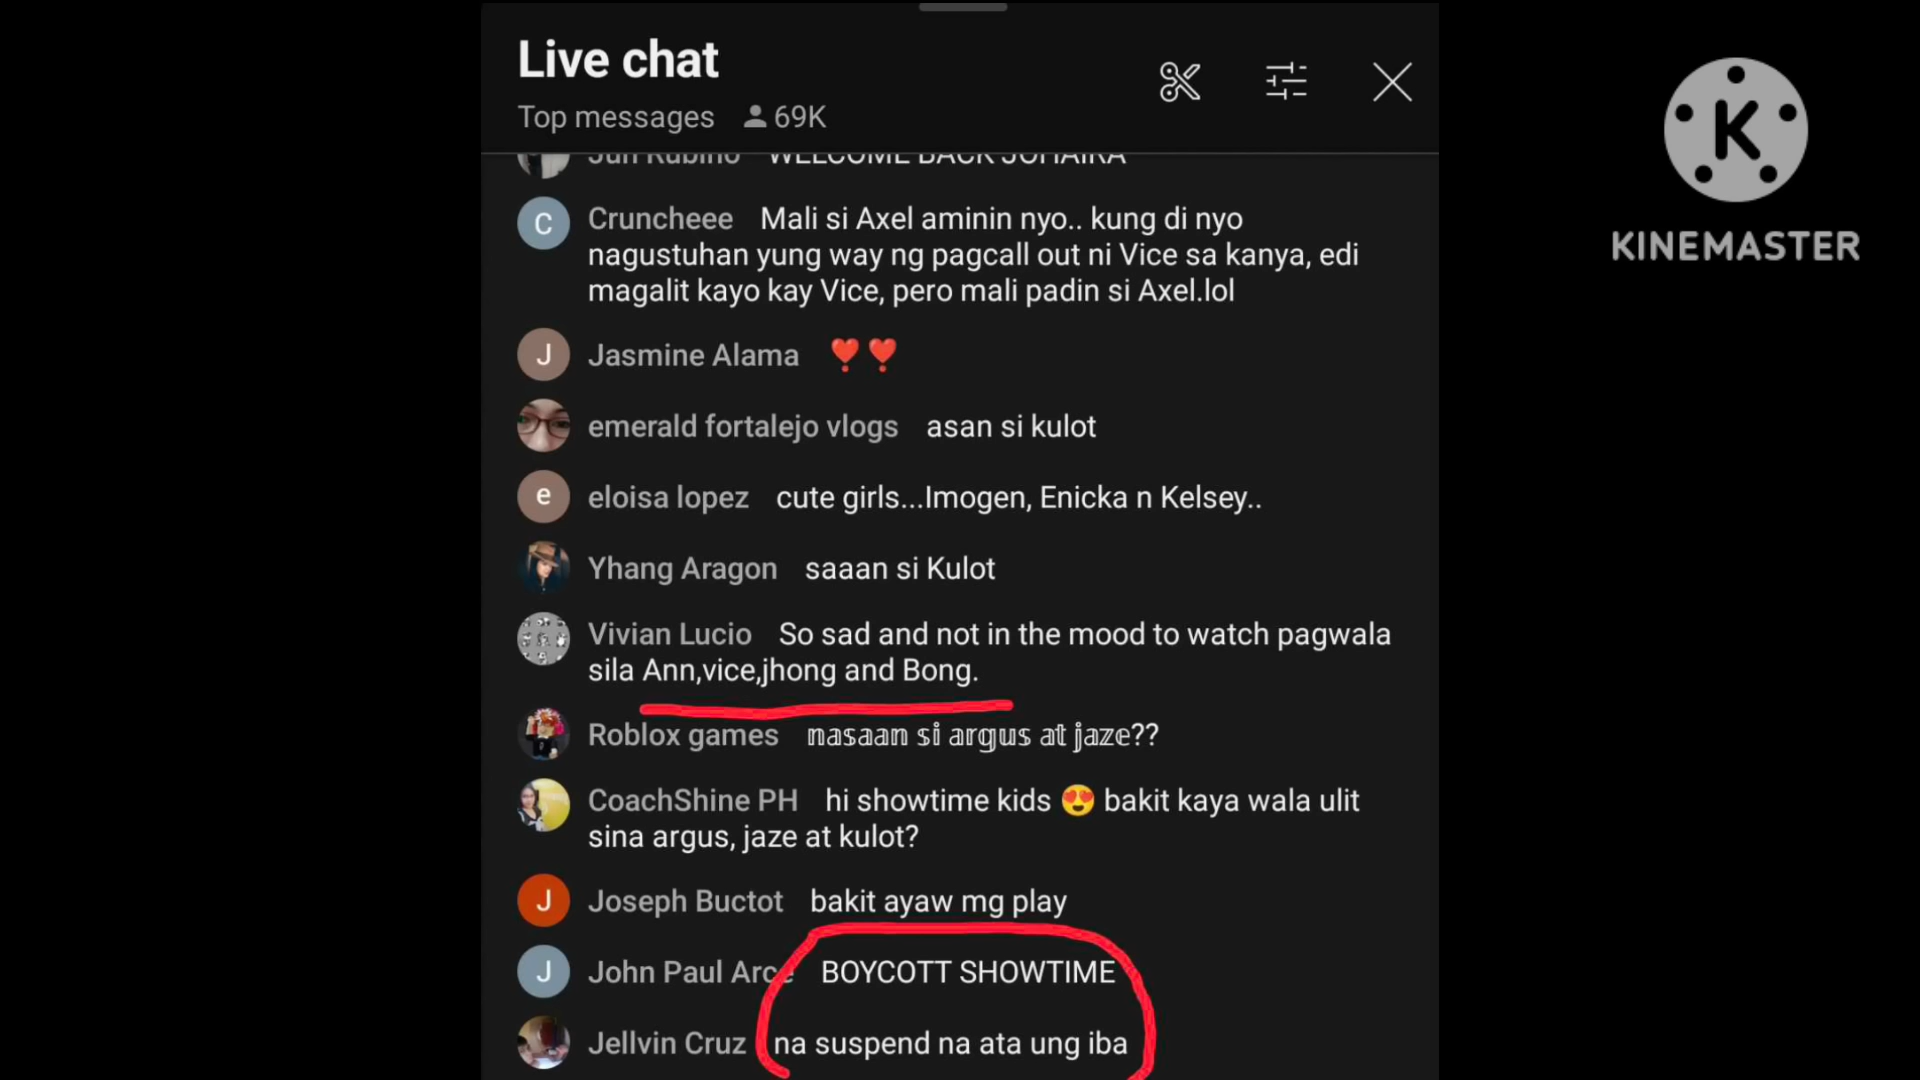 Live chat
Top messages 69K
Jun Rubino WELCOME BACK JOHAIRA
C Cruncheee Mali si Axel aminin nyo.. kung di nyo
nagustuhan yung way ng pagcall out ni Vice sa kanya, edi
magalit kayo kay Vice, pero mali padin si Axel.lol
J Jasmine Alama ❣️❣️
emerald fortalejo vlogs asan si kulot
e eloisa lopez cute girls...Imogen, Enicka n Kelsey..
Yhang Aragon saaan si Kulot
Vivian Lucio So sad and not in the mood to watch pagwala
sila Ann,vice,jhong and Bong.
Roblox games 𝕟𝕒𝕤𝕒𝕒𝕟 𝕤𝕚 𝕒𝕣𝕘𝕦𝕤 𝕒𝕥 𝕛𝕒𝕫𝕖??
CoachShine PH hi showtime kids 😍 bakit kaya wala ulit
sina argus, jaze at kulot?
J Joseph Buctot bakit ayaw mg play
J John Paul Arce BOYCOTT SHOWTIME
Jellvin Cruz na suspend na ata ung iba
K
KINEMASTER